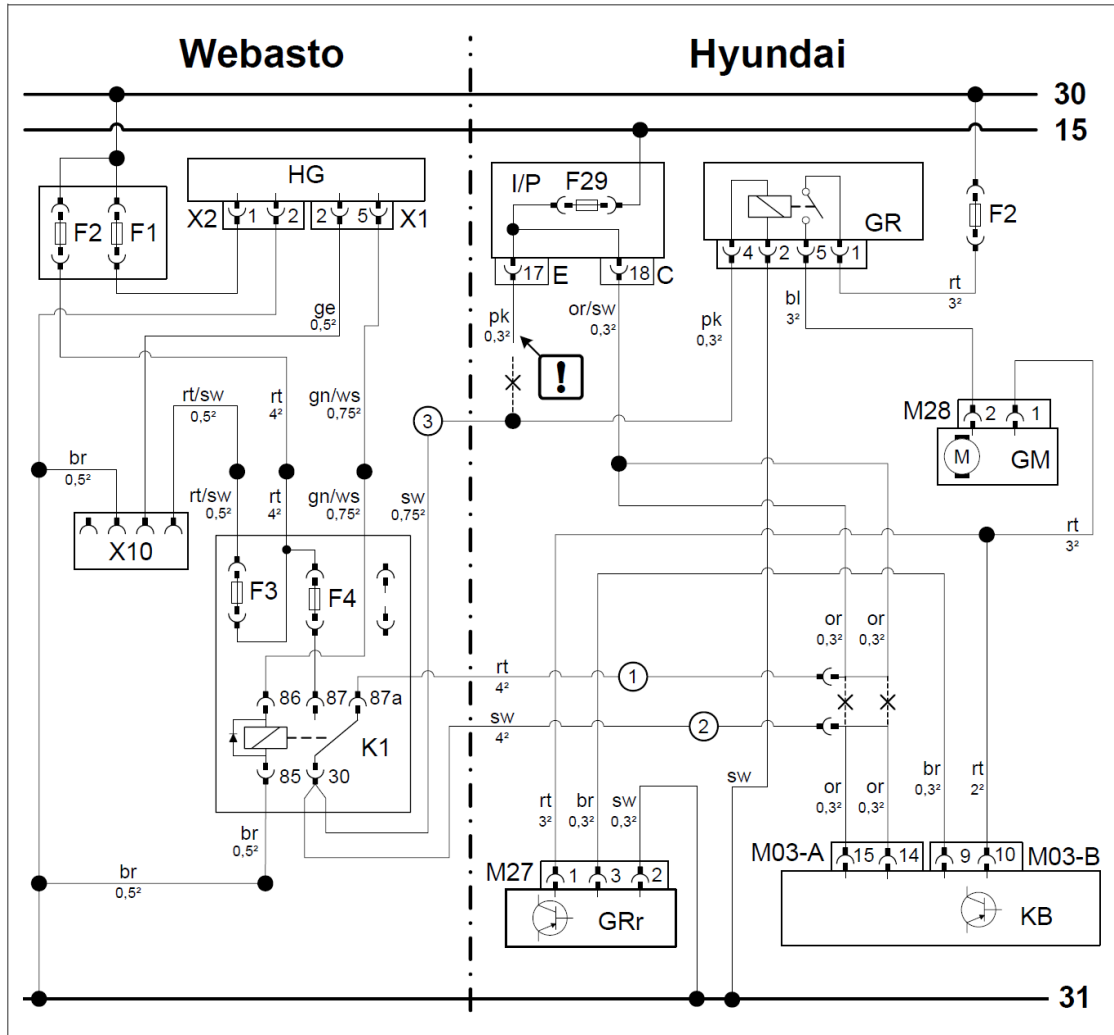 Webasto
Hyundai
30
15
HG
X2 1 2 2 5 X1
F2 F1
I/P F29
17 E 18 C
GR
4 2 5 1
F2
ge
0,5²
pk
0,3²
or/sw
0,3²
pk
0,3²
bl
3²
rt
3²
!
rt/sw
0,5²
rt
4²
gn/ws
0,75²
3
M28 2 1
M GM
br
0,5²
rt/sw
0,5²
rt
4²
gn/ws
0,75²
sw
0,75²
X10
rt
3²
F3 F4
or
0,3²
or
0,3²
86 87 87a
rt
4²
1
K1
sw
4²
2
85 30
sw
br
0,5²
rt
3²
br
0,3²
sw
0,3²
or
0,3²
or
0,3²
br
0,3²
rt
2²
br
0,5²
M27 1 3 2
GRr
M03-A 15 14 9 10 M03-B
KB
31